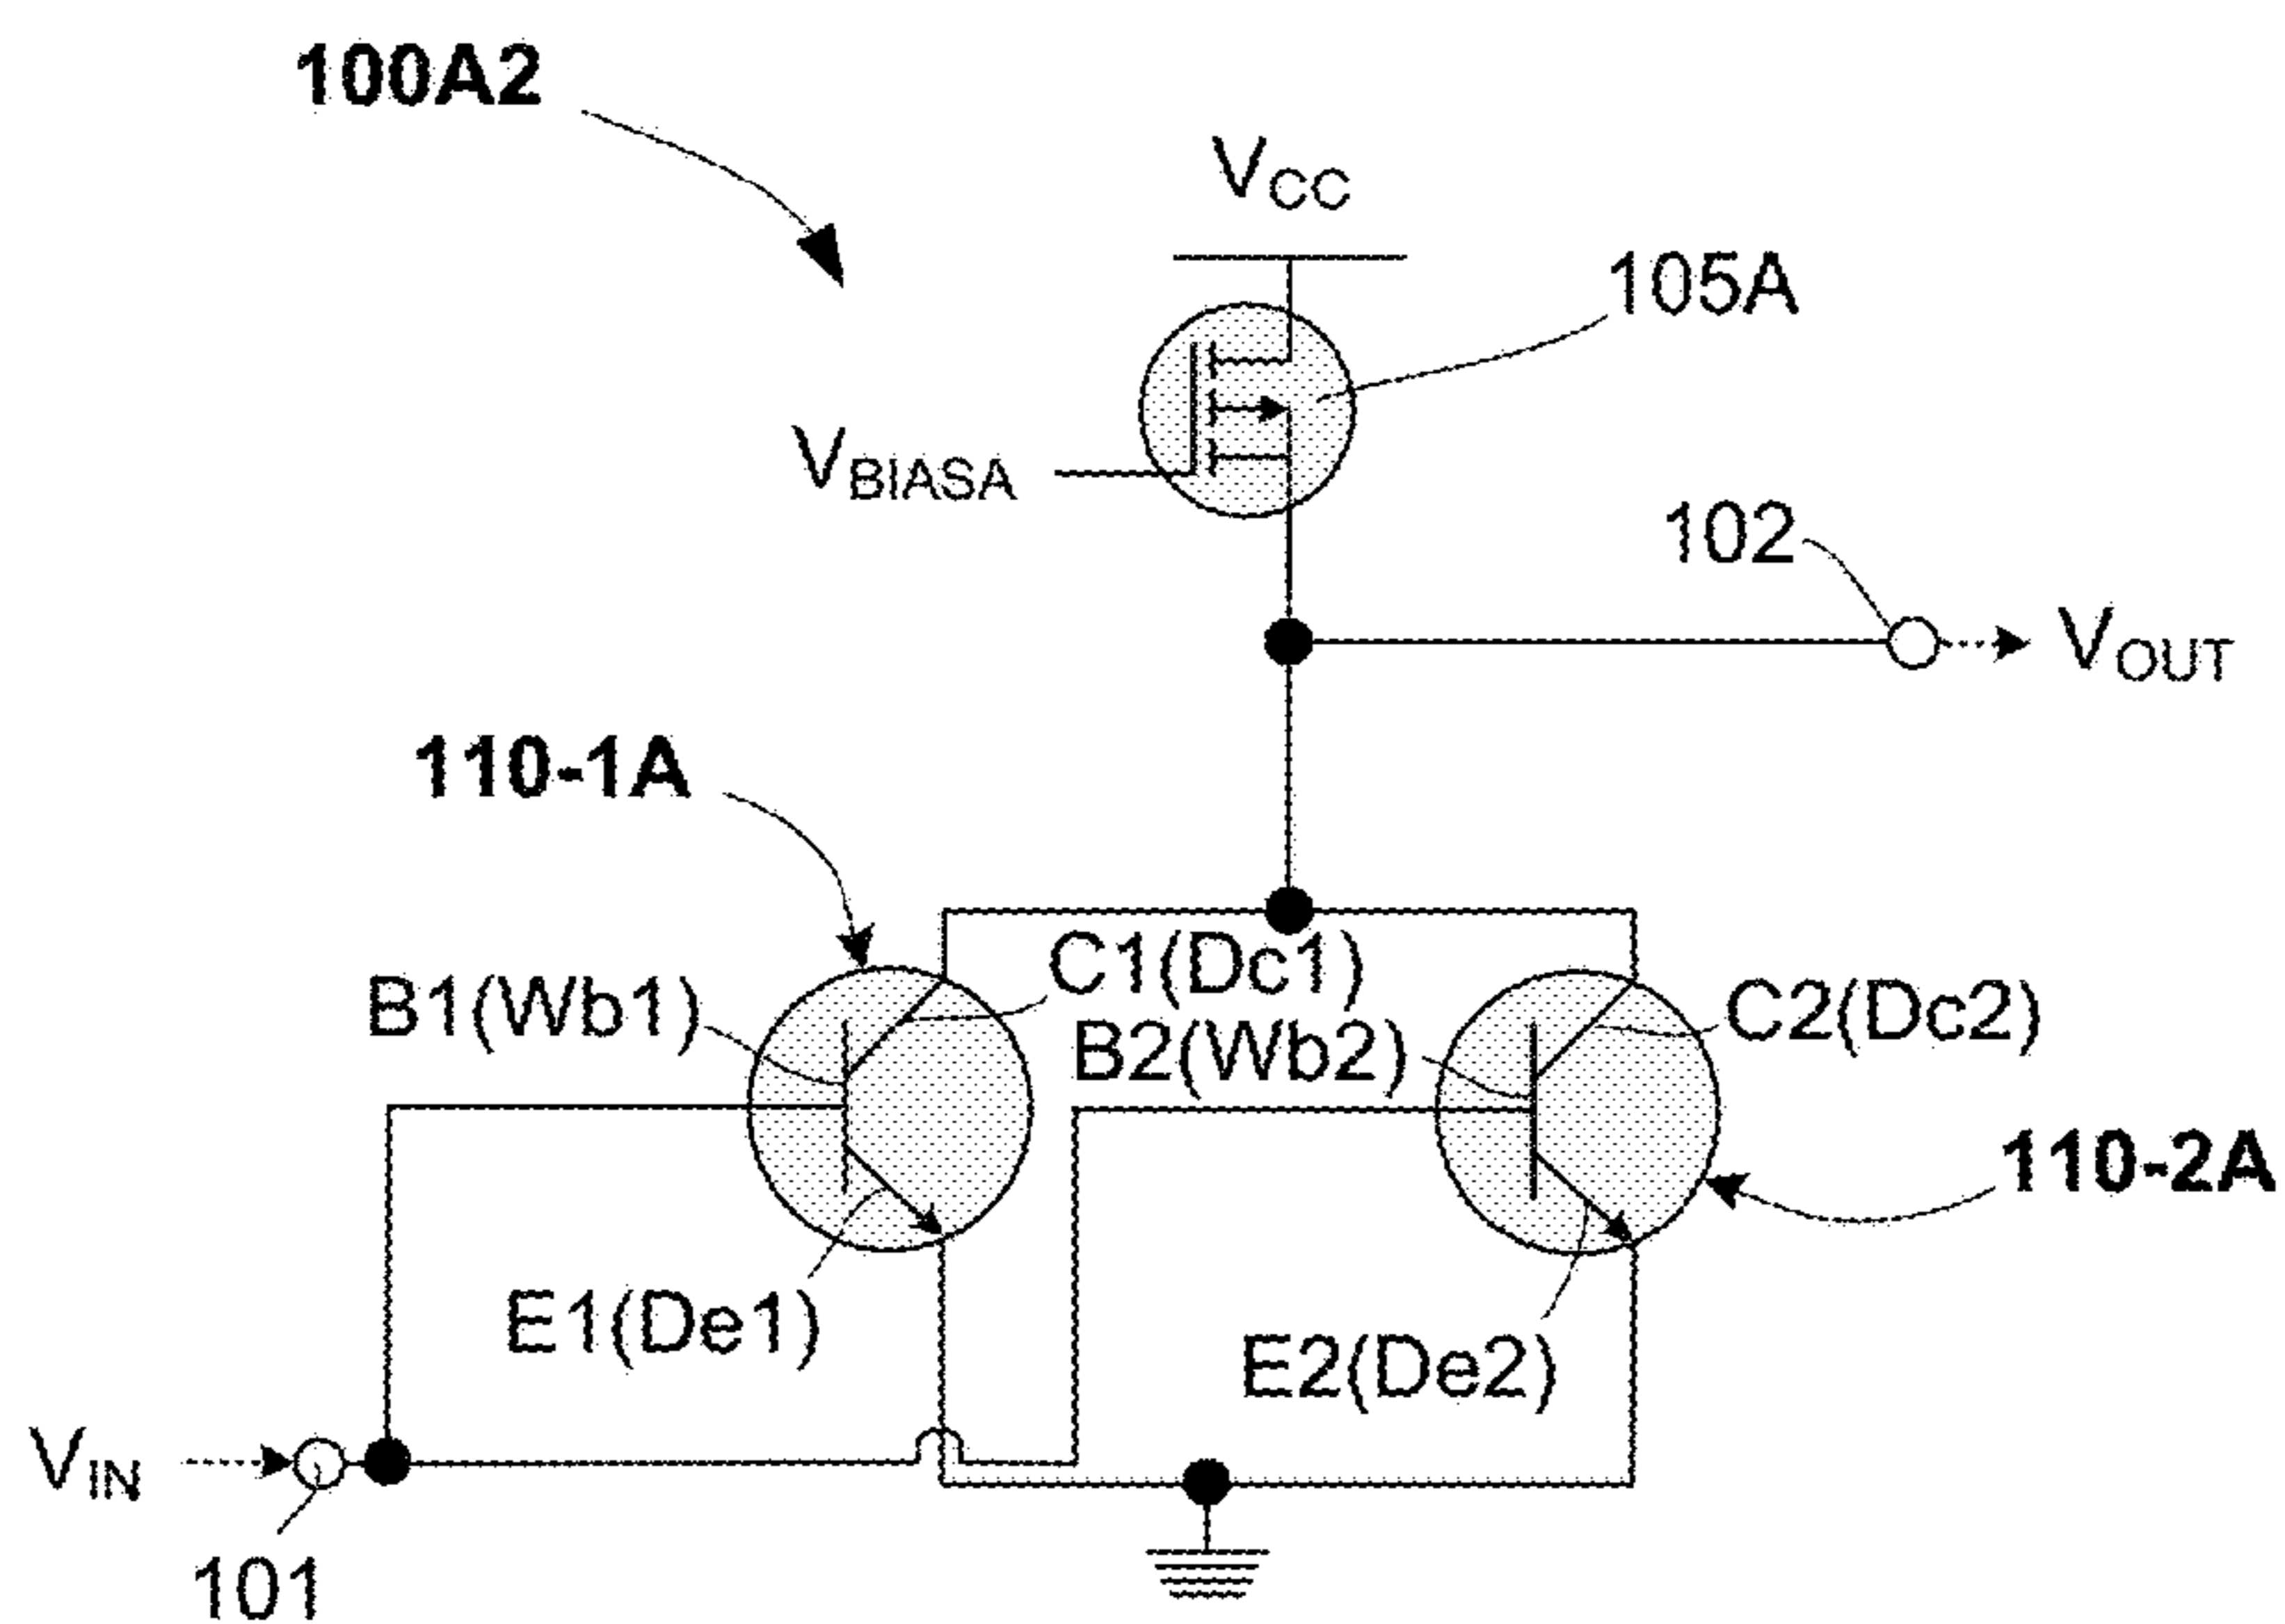 100A2
VCC
105A
VBIASA
102
VOUT
110-1A
C1(Dc1)
B1(Wb1)
C2(Dc2)
B2(Wb2)
110-2A
E1(De1)
E2(De2)
VIN
101